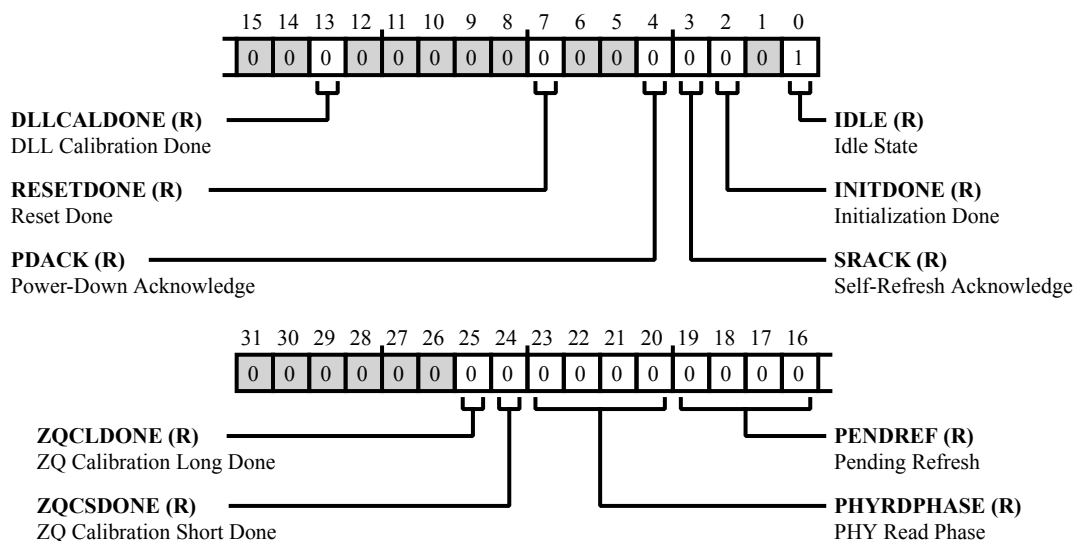 15 14 13 12 11 10 9 8 7 6 5 4 3 2 1 0
0 0 0 0 0 0 0 0 0 0 0 0 0 0 0 1
DLLCALDONE (R)
DLL Calibration Done
IDLE (R)
Idle State
RESETDONE (R)
Reset Done
INITDONE (R)
Initialization Done
PDACK (R)
Power-Down Acknowledge
SRACK (R)
Self-Refresh Acknowledge
31 30 29 28 27 26 25 24 23 22 21 20 19 18 17 16
0 0 0 0 0 0 0 0 0 0 0 0 0 0 0 0
ZQCLDONE (R)
ZQ Calibration Long Done
PENDREF (R)
Pending Refresh
ZQCSDONE (R)
ZQ Calibration Short Done
PHYRDPHASE (R)
PHY Read Phase